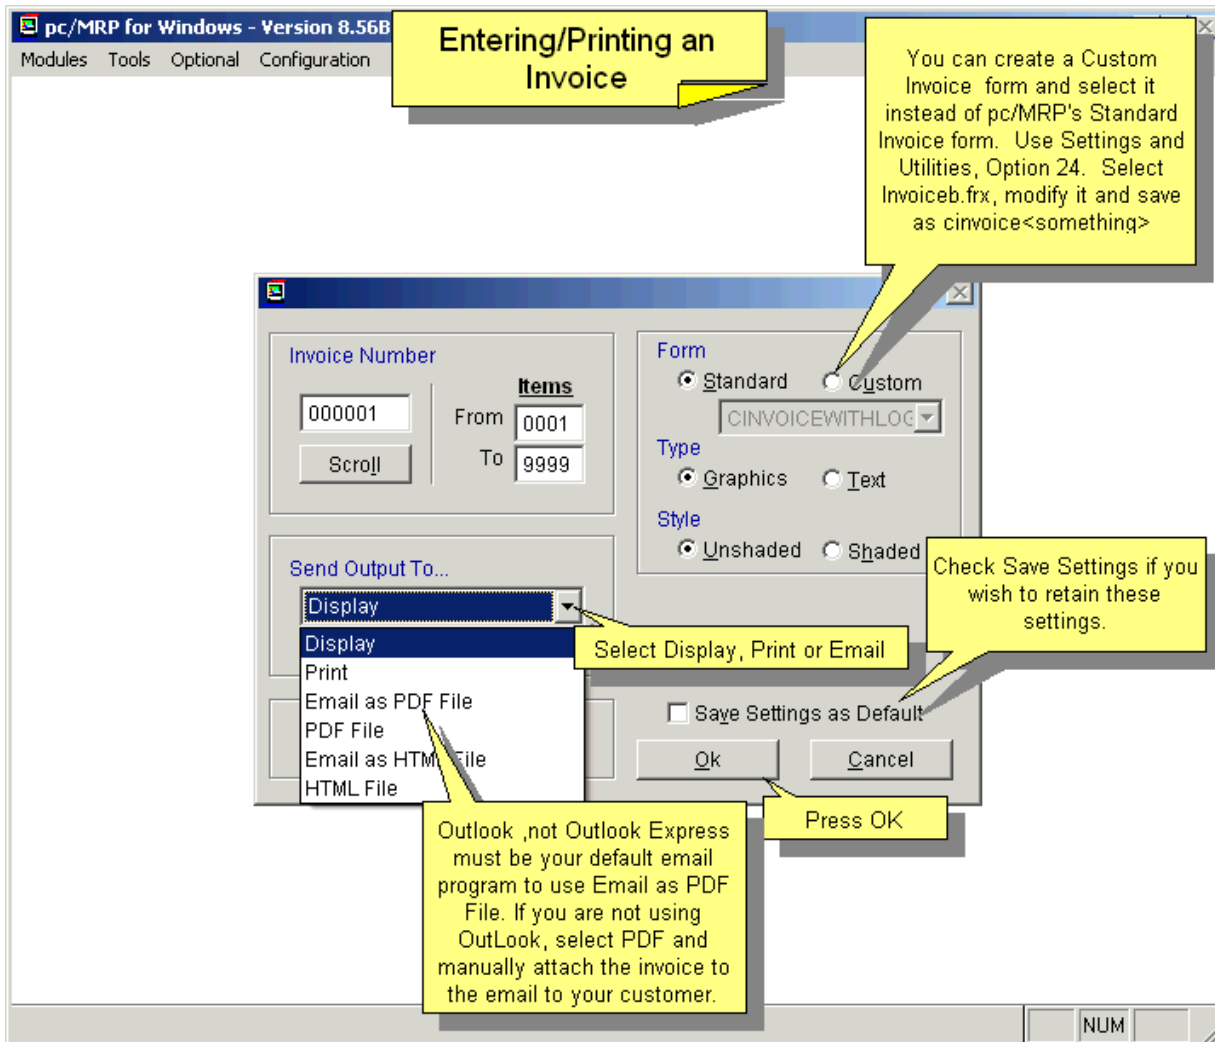 pc/MRP for Windows - Version 8.56B
Modules Tools Optional Configuration
Entering/Printing an
Invoice
You can create a Custom
Invoice form and select it
instead of pc/MRP's Standard
Invoice form. Use Settings and
Utilities, Option 24. Select
Invoiceb.frx, modify it and save
as cinvoice<something>
Invoice Number
Items
000001
From 0001
Scroll
To 9999
Form
Standard Custom
CINVOICEWITHLOG
Type
Graphics Text
Style
Unshaded Shaded
Send Output To...
Display
Display
Print
Email as PDF File
PDF File
Email as HTML File
HTML File
Select Display, Print or Email
Check Save Settings if you
wish to retain these
settings.
Save Settings as Default
Ok Cancel
Press OK
Outlook ,not Outlook Express
must be your default email
program to use Email as PDF
File. If you are not using
OutLook, select PDF and
manually attach the invoice to
the email to your customer.
NUM